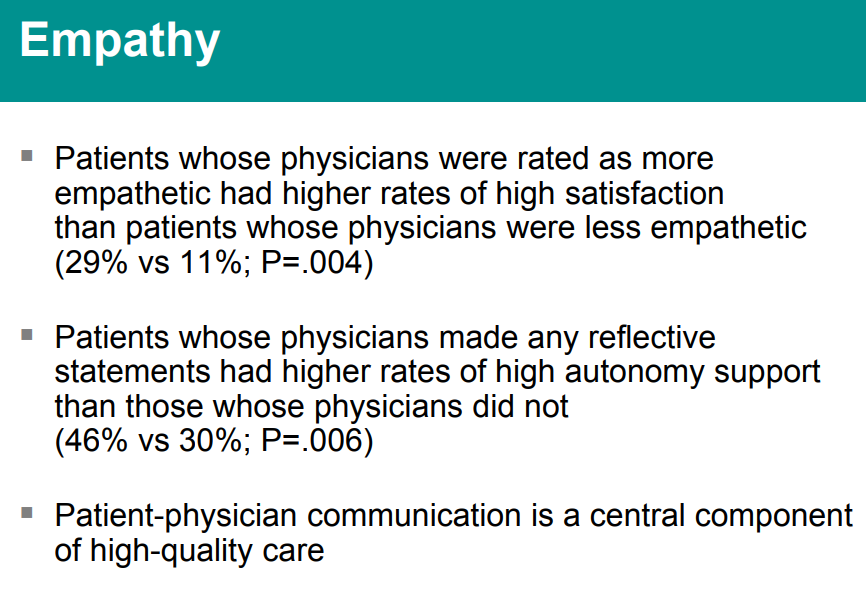 Empathy
Patients whose physicians were rated as more
empathetic had higher rates of high satisfaction
than patients whose physicians were less empathetic
(29% vs 11%; P=.004)
Patients whose physicians made any reflective
statements had higher rates of high autonomy support
than those whose physicians did not
(46% vs 30%; P=.006)
Patient-physician communication is a central component
of high-quality care